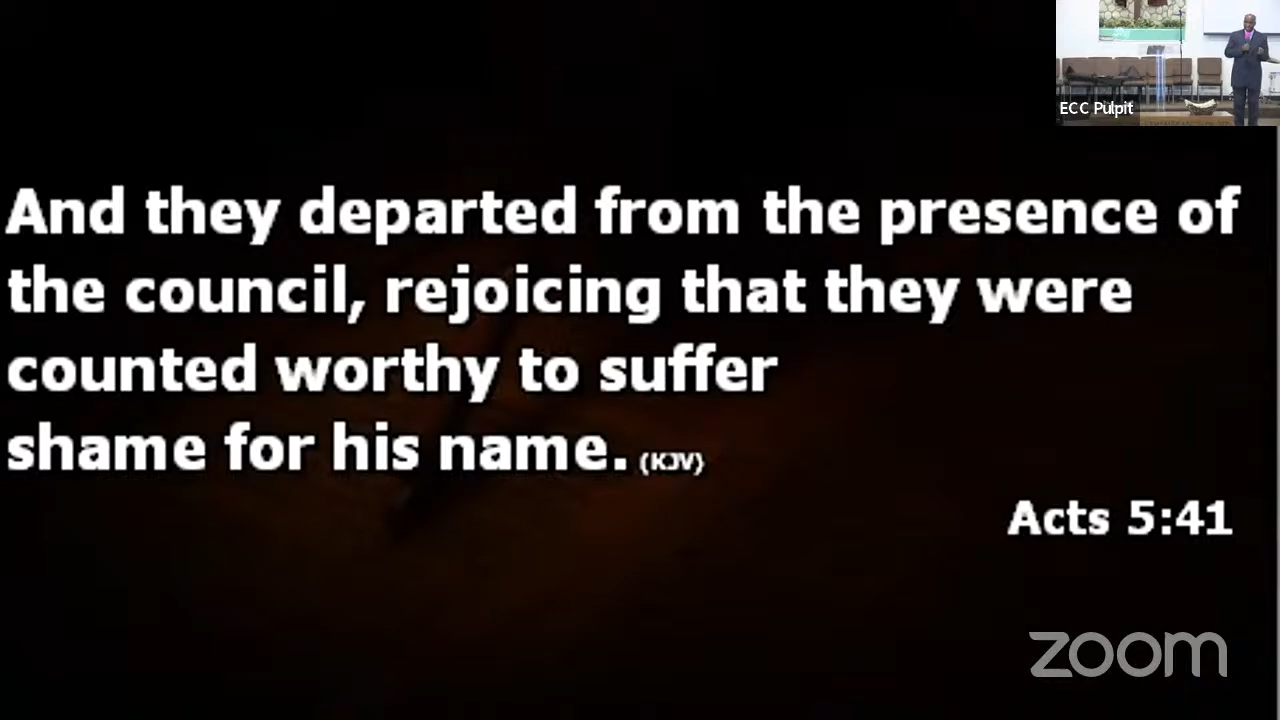 ECC Pulpit
And they departed from the presence of
the council, rejoicing that they were
counted worthy to suffer
shame for his name. (KJV)
Acts 5:41
zoom